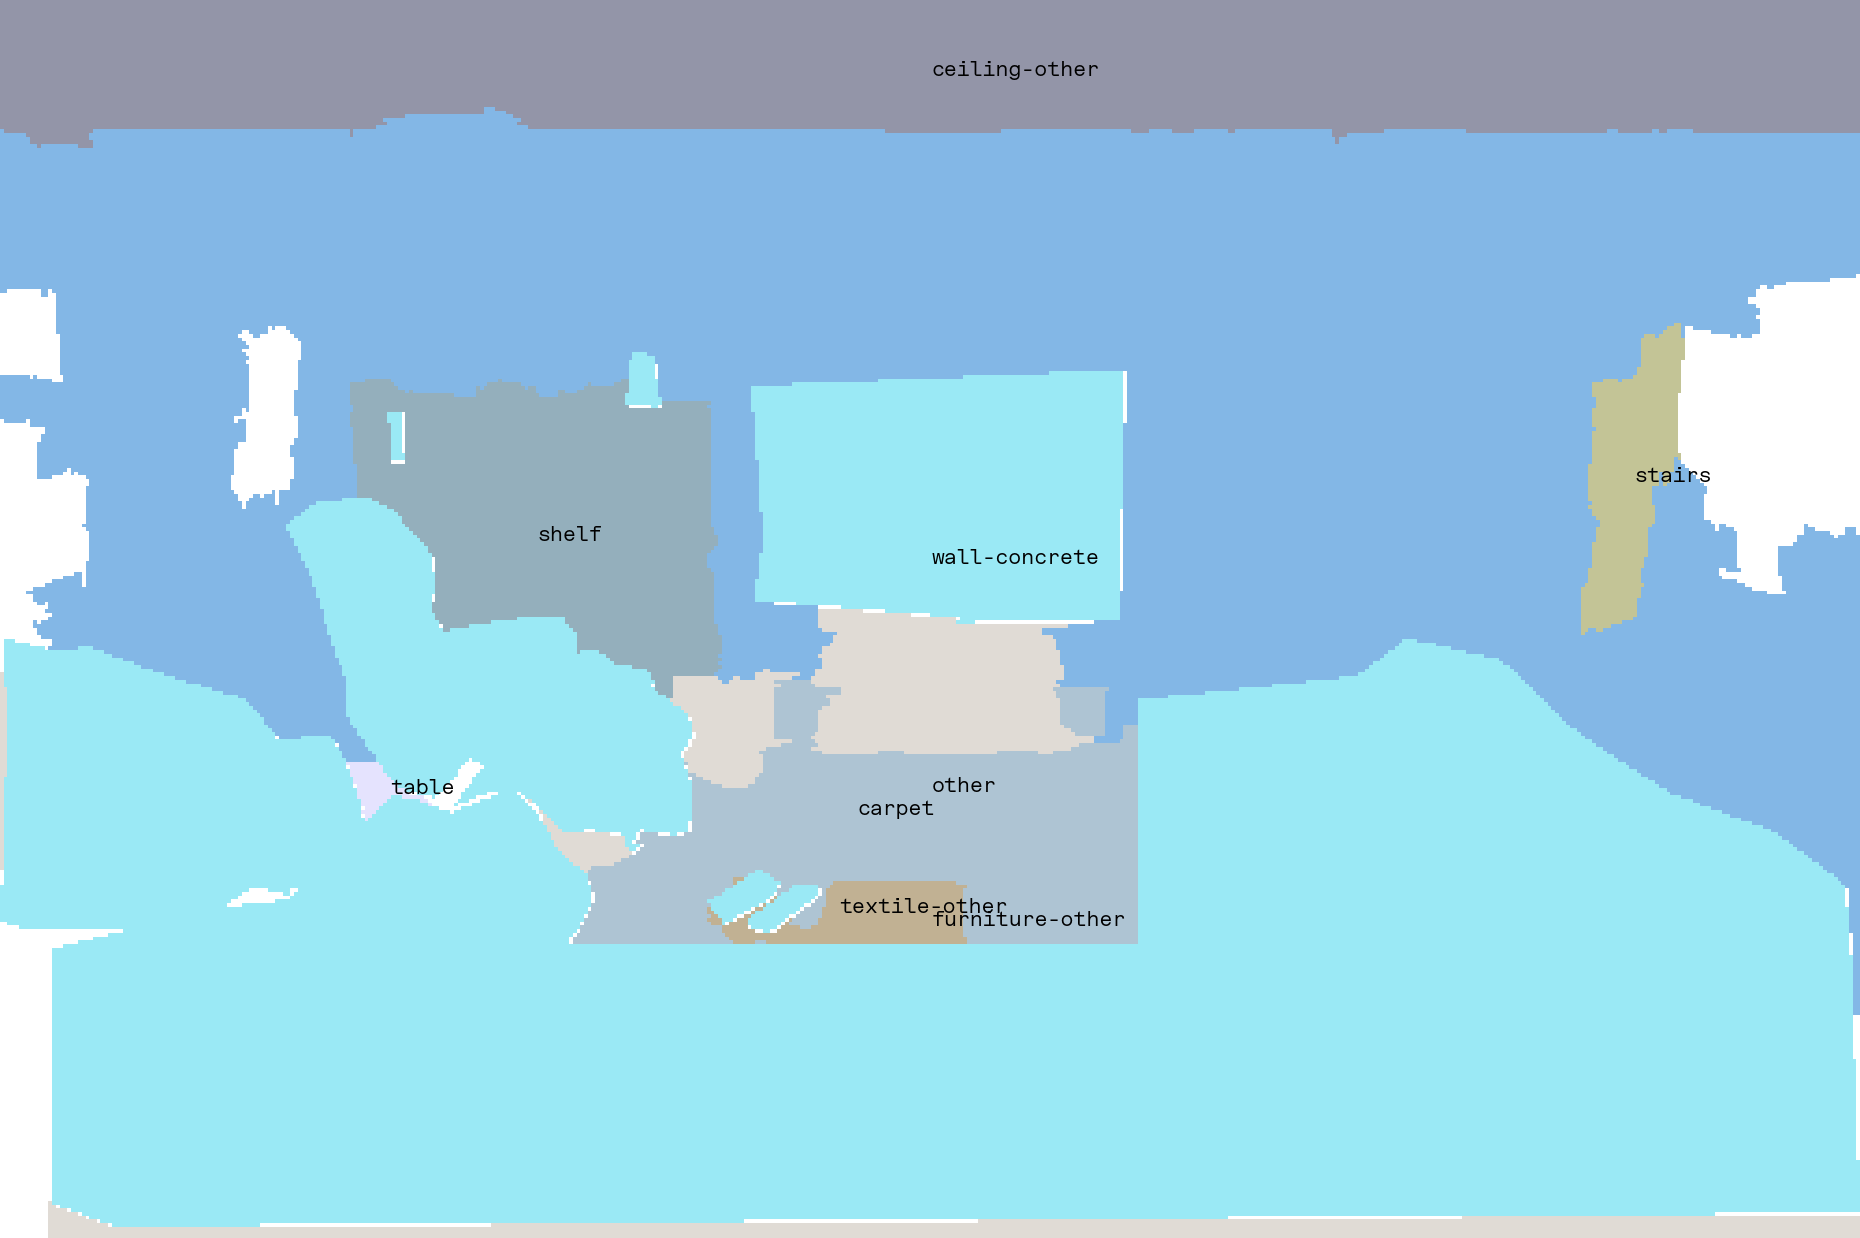 ceiling-other
stairs
shelf
wall-concrete
table
other
carpet
textile-other
furniture-other